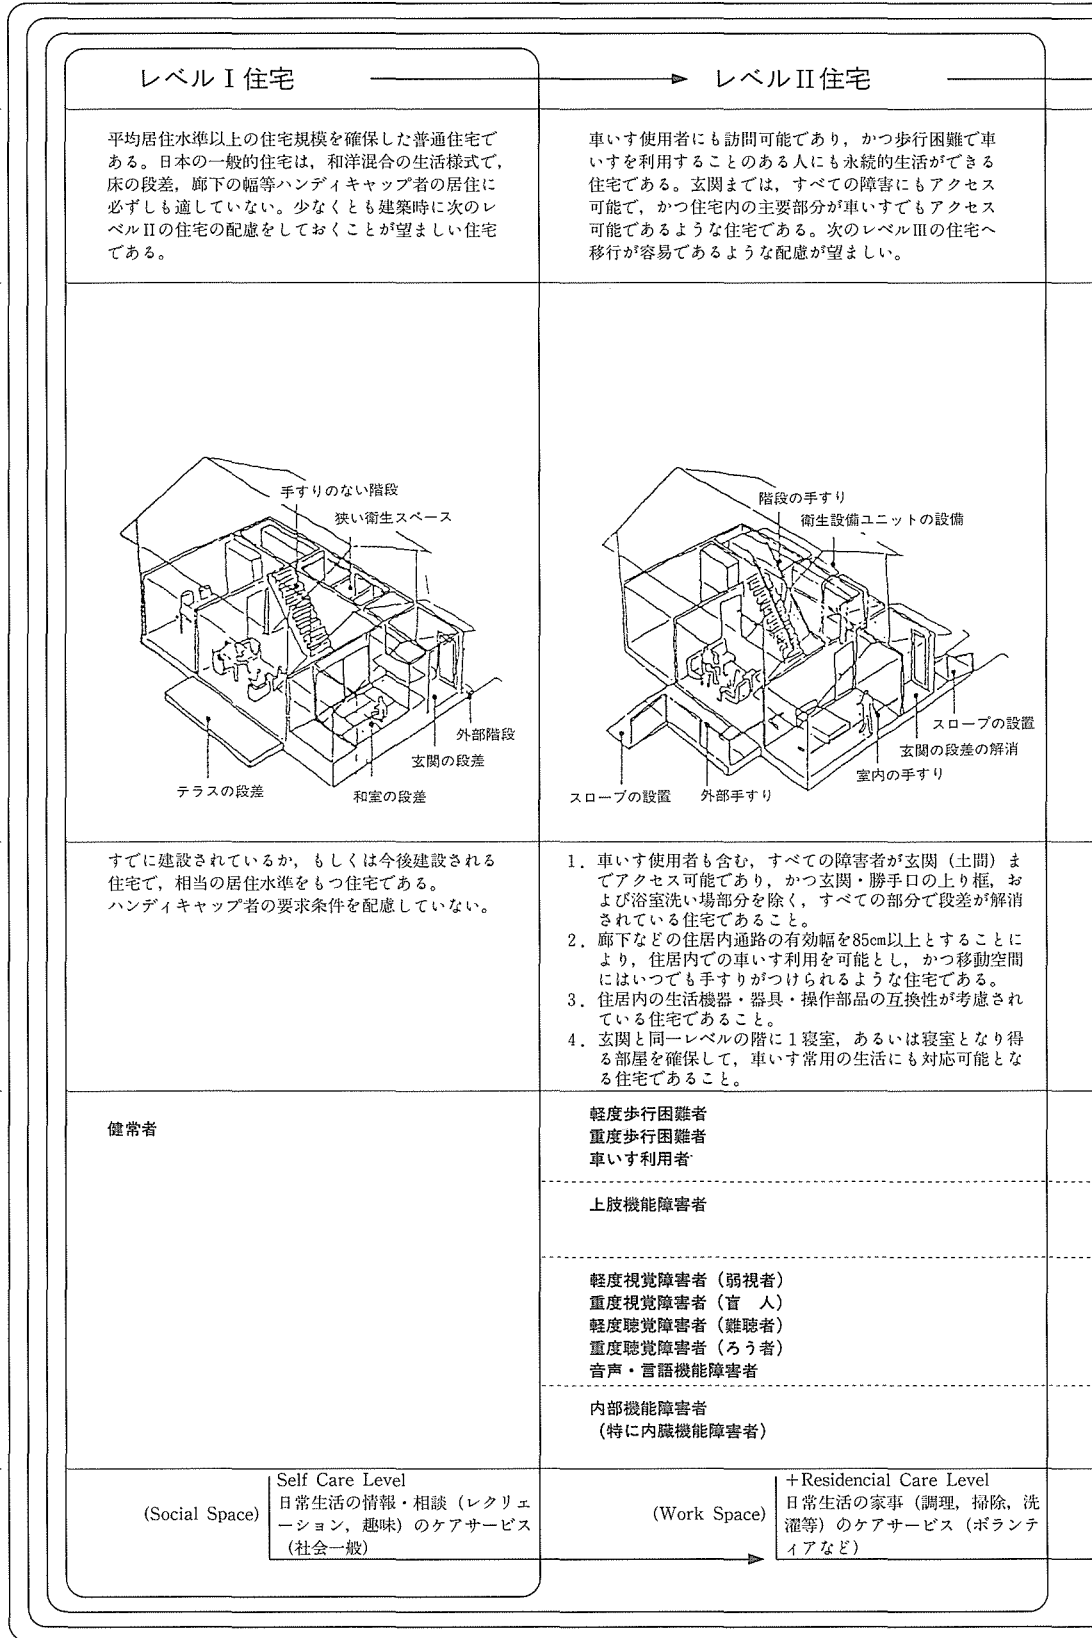 レベルⅠ住宅
レベルⅡ住宅
平均居住水準以上の住宅規模を確保した普通住宅で
ある。日本の一般的住宅は，和洋混合の生活様式で，
床の段差，廊下の幅等ハンディキャップ者の居住に
必ずしも適していない。少なくとも建築時に次のレ
ベルⅡの住宅の配慮をしておくことが望ましい住宅
である。
車いす使用者にも訪問可能であり，かつ歩行困難で車
いすを利用することのある人にも永続的生活ができる
住宅である。玄関までは，すべての障害にもアクセス
可能で，かつ住宅内の主要部分が車いすでもアクセス
可能であるような住宅である。次のレベルⅢの住宅へ
移行が容易であるような配慮が望ましい。
手すりのない階段
狭い衛生スペース
外部階段
玄関の段差
テラスの段差
和室の段差
階段の手すり
衛生設備ユニットの設備
スロープの設置
玄関の段差の解消
室内の手すり
スロープの設置
外部手すり
すでに建設されているか，もしくは今後建設される
住宅で，相当の居住水準をもつ住宅である。
ハンディキャップ者の要求条件を配慮していない。
1．車いす使用者も含む，すべての障害者が玄関（土間）ま
でアクセス可能であり，かつ玄関・勝手口の上り框，お
よび浴室洗い場部分を除く，すべての部分で段差が解消
されている住宅であること。
2．廊下などの住居内通路の有効幅を85cm以上とすることに
より，住居内での車いす利用を可能とし，かつ移動空間
にはいつでも手すりがつけられるような住宅である。
3．住居内の生活機器・器具・操作部品の互換性が考慮され
ている住宅であること。
4．玄関と同一レベルの階に1寝室，あるいは寝室となり得
る部屋を確保して，車いす常用の生活にも対応可能とな
る住宅であること。
健常者
軽度歩行困難者
重度歩行困難者
車いす利用者
上肢機能障害者
軽度視覚障害者（弱視者）
重度視覚障害者（盲　人）
軽度聴覚障害者（難聴者）
重度聴覚障害者（ろう者）
音声・言語機能障害者
内部機能障害者
（特に内臓機能障害者）
(Social Space)
Self Care Level
日常生活の情報・相談（レクリェ
ーション，趣味）のケアサービス
（社会一般）
(Work Space)
+Residencial Care Level
日常生活の家事（調理，掃除，洗
濯等）のケアサービス（ボランテ
ィアなど）